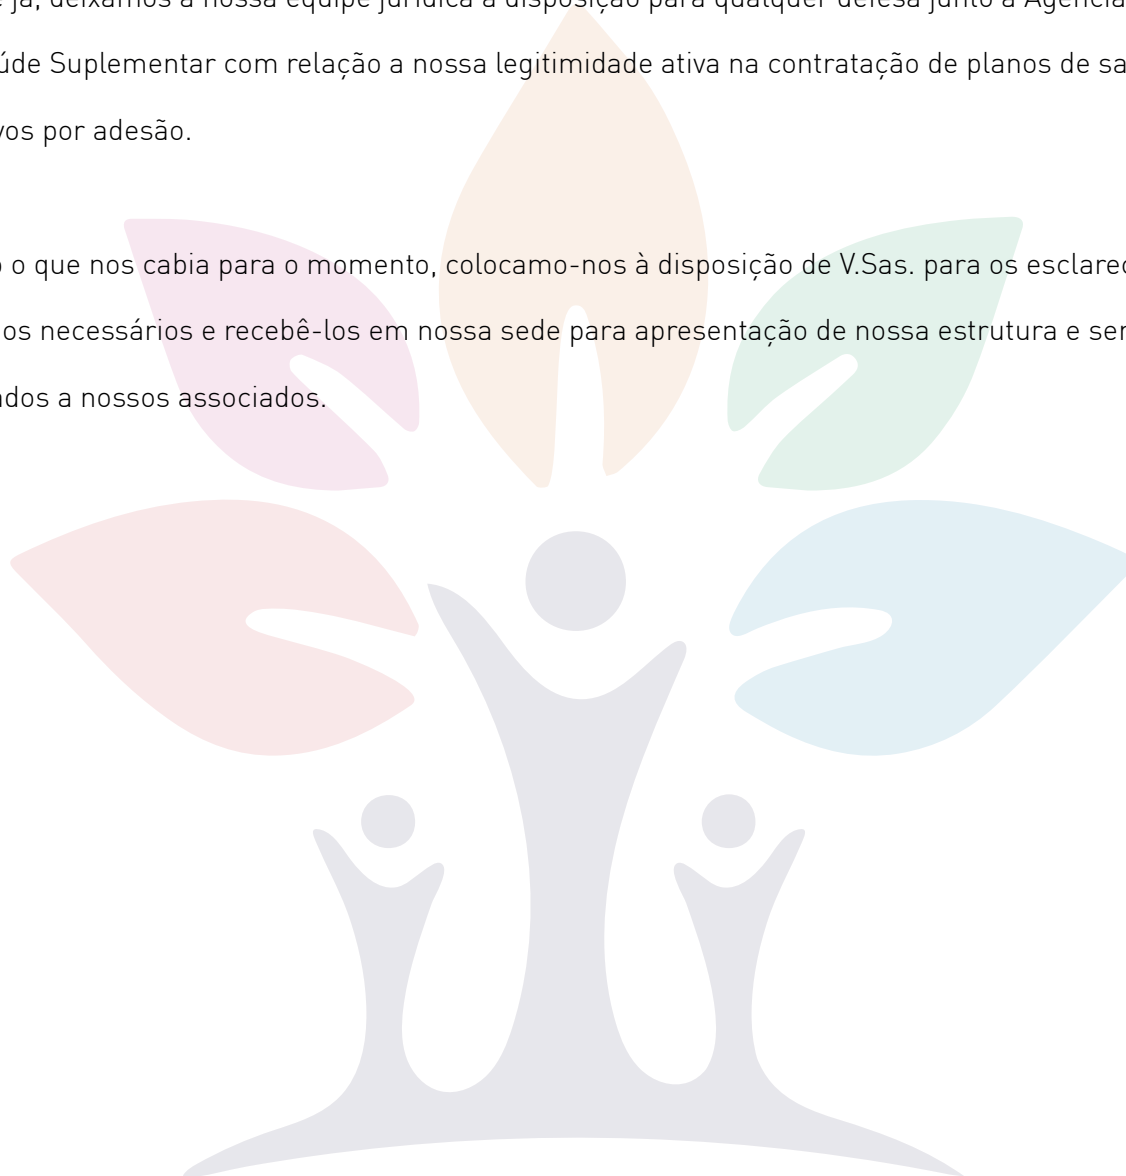 já, deixamos a nossa equipe jurídica à disposição para qualquer defesa junto a Agência
úde Suplementar com relação a nossa legitimidade ativa na contratação de planos de sa
vos por adesão.
o que nos cabia para o momento, colocamo-nos à disposição de V.Sas. para os esclarec
os necessários e recebê-los em nossa sede para apresentação de nossa estrutura e ser
ados a nossos associados.